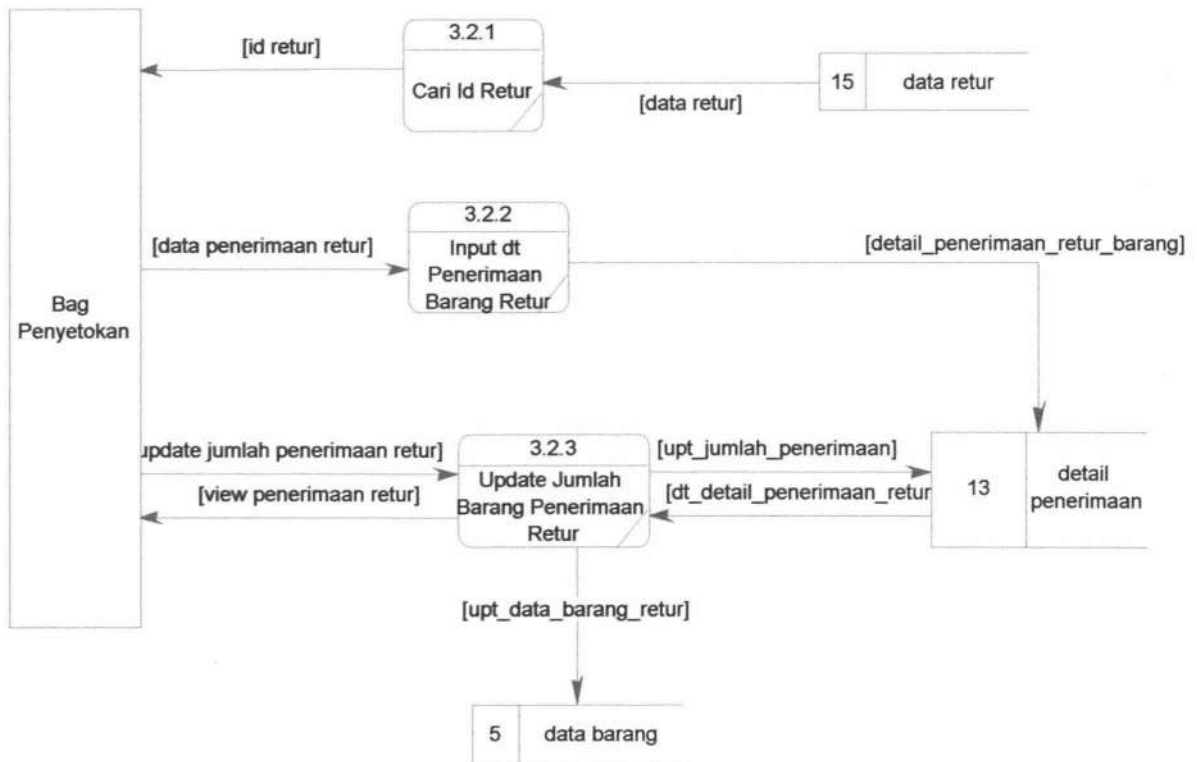 3.2.1
[id retur]
Cari Id Retur
15
data retur
[data retur]
3.2.2
[data penerimaan retur]
Input dt
Penerimaan
Barang Retur
[detail_penerimaan_retur_barang]
Bag
Penyetokan
update jumlah penerimaan retur]
3.2.3
[upt_jumlah_penerimaan]
[view penerimaan retur]
Update Jumlah
Barang Penerimaan
Retur
[dt_detail_penerimaan_retur
13
detail
penerimaan
[upt_data_barang_retur]
5
data barang